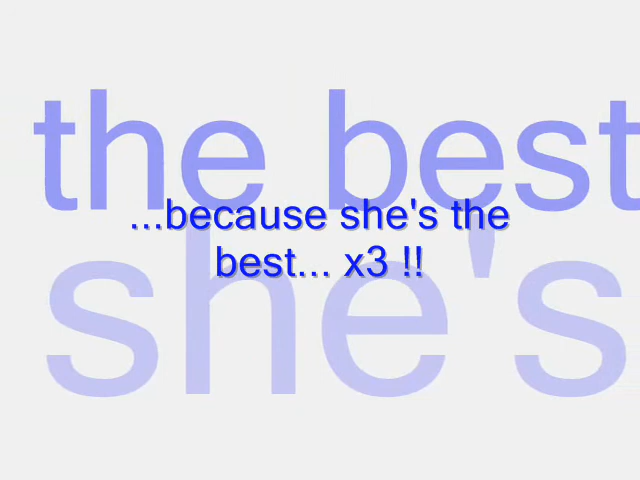 the best
...because she's the
best... x3 !!
she's